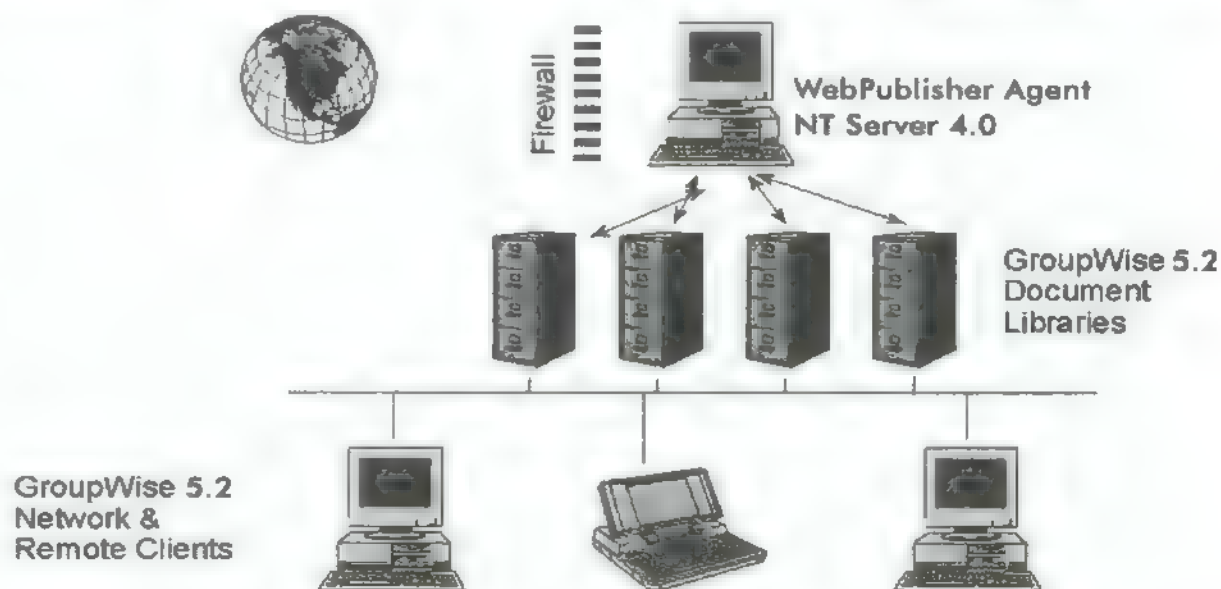 Firewall
WebPublisher Agent
NT Server 4.0
GroupWise 5.2
Document
Libraries
GroupWise 5.2
Network &
Remote Clients